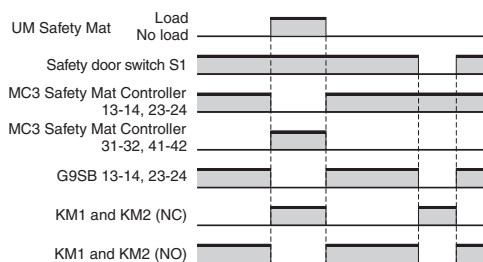 UM Safety Mat Load
No load
Safety door switch S1
MC3 Safety Mat Controller
13-14, 23-24
MC3 Safety Mat Controller
31-32, 41-42
G9SB 13-14, 23-24
KM1 and KM2 (NC)
KM1 and KM2 (NO)